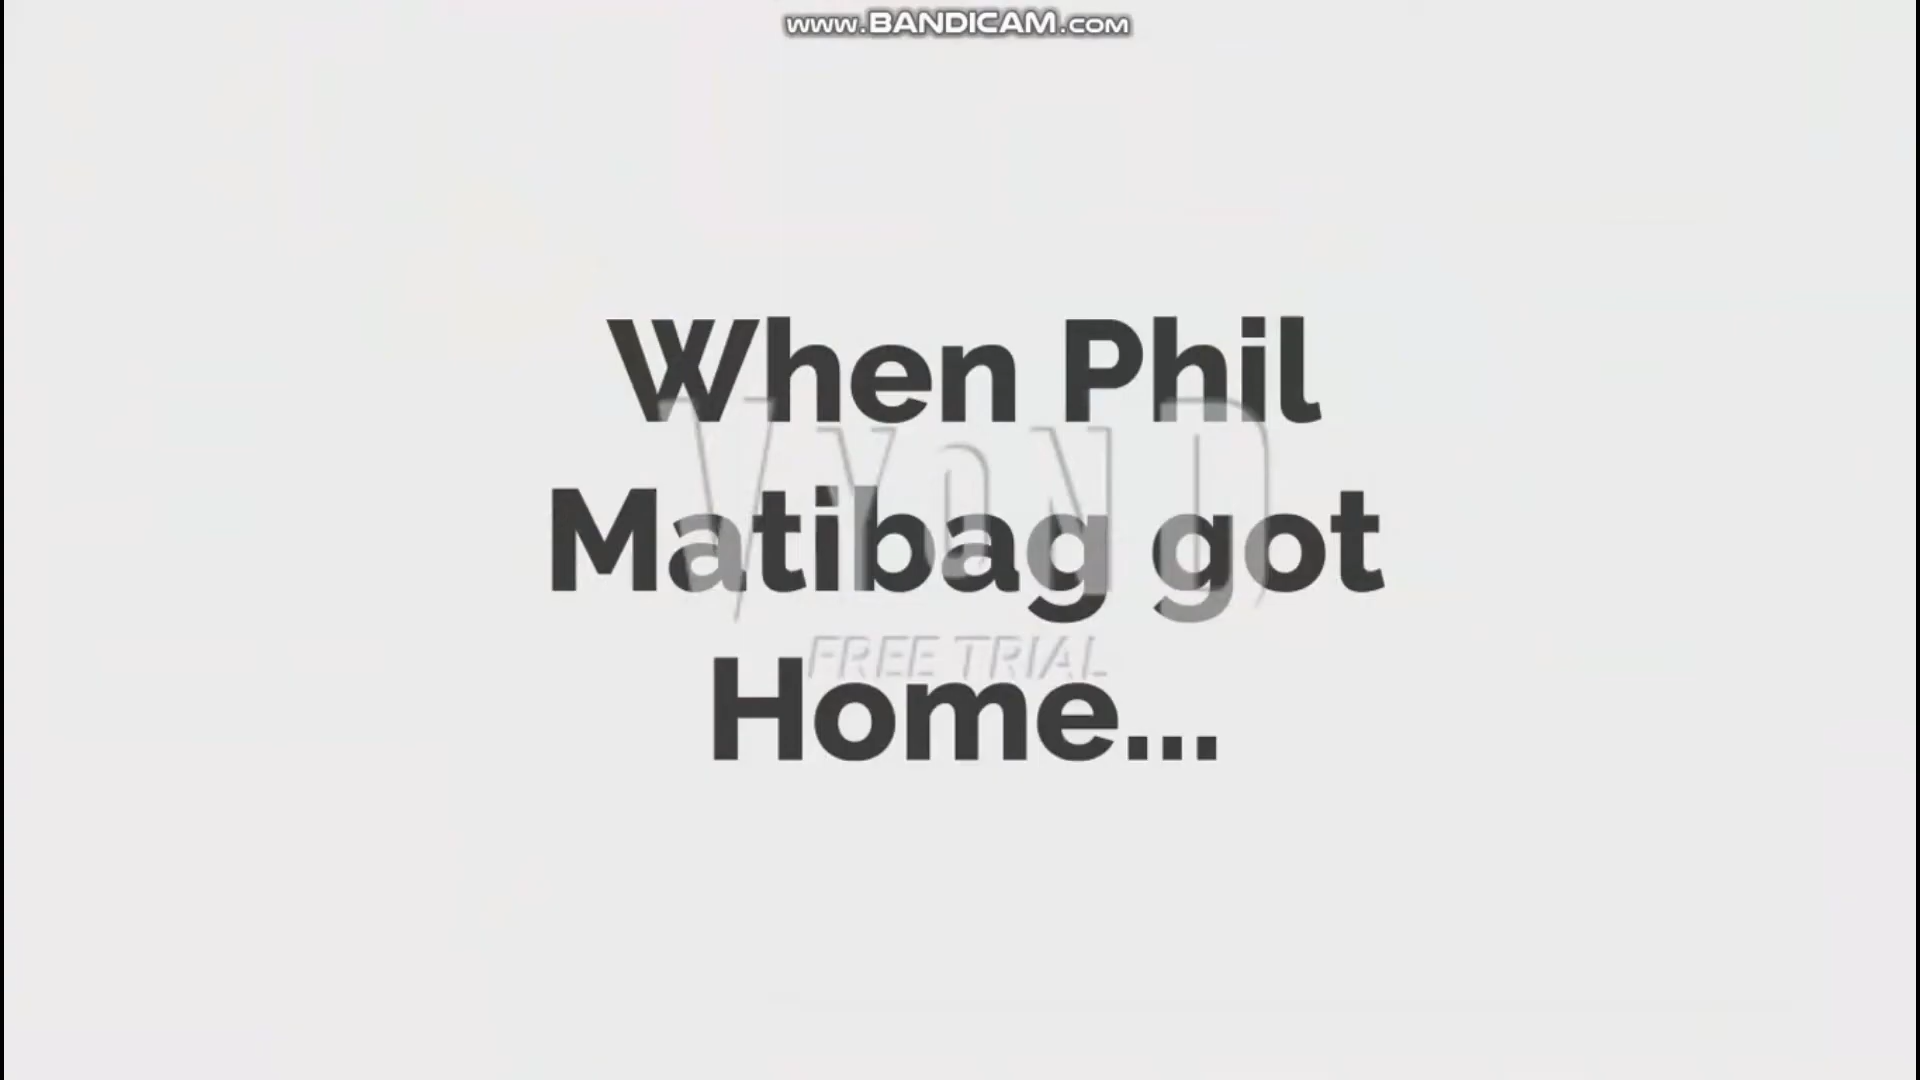 www.BANDICAM.com
When Phil
Matibag got
Home...
VYOND
FREE TRIAL